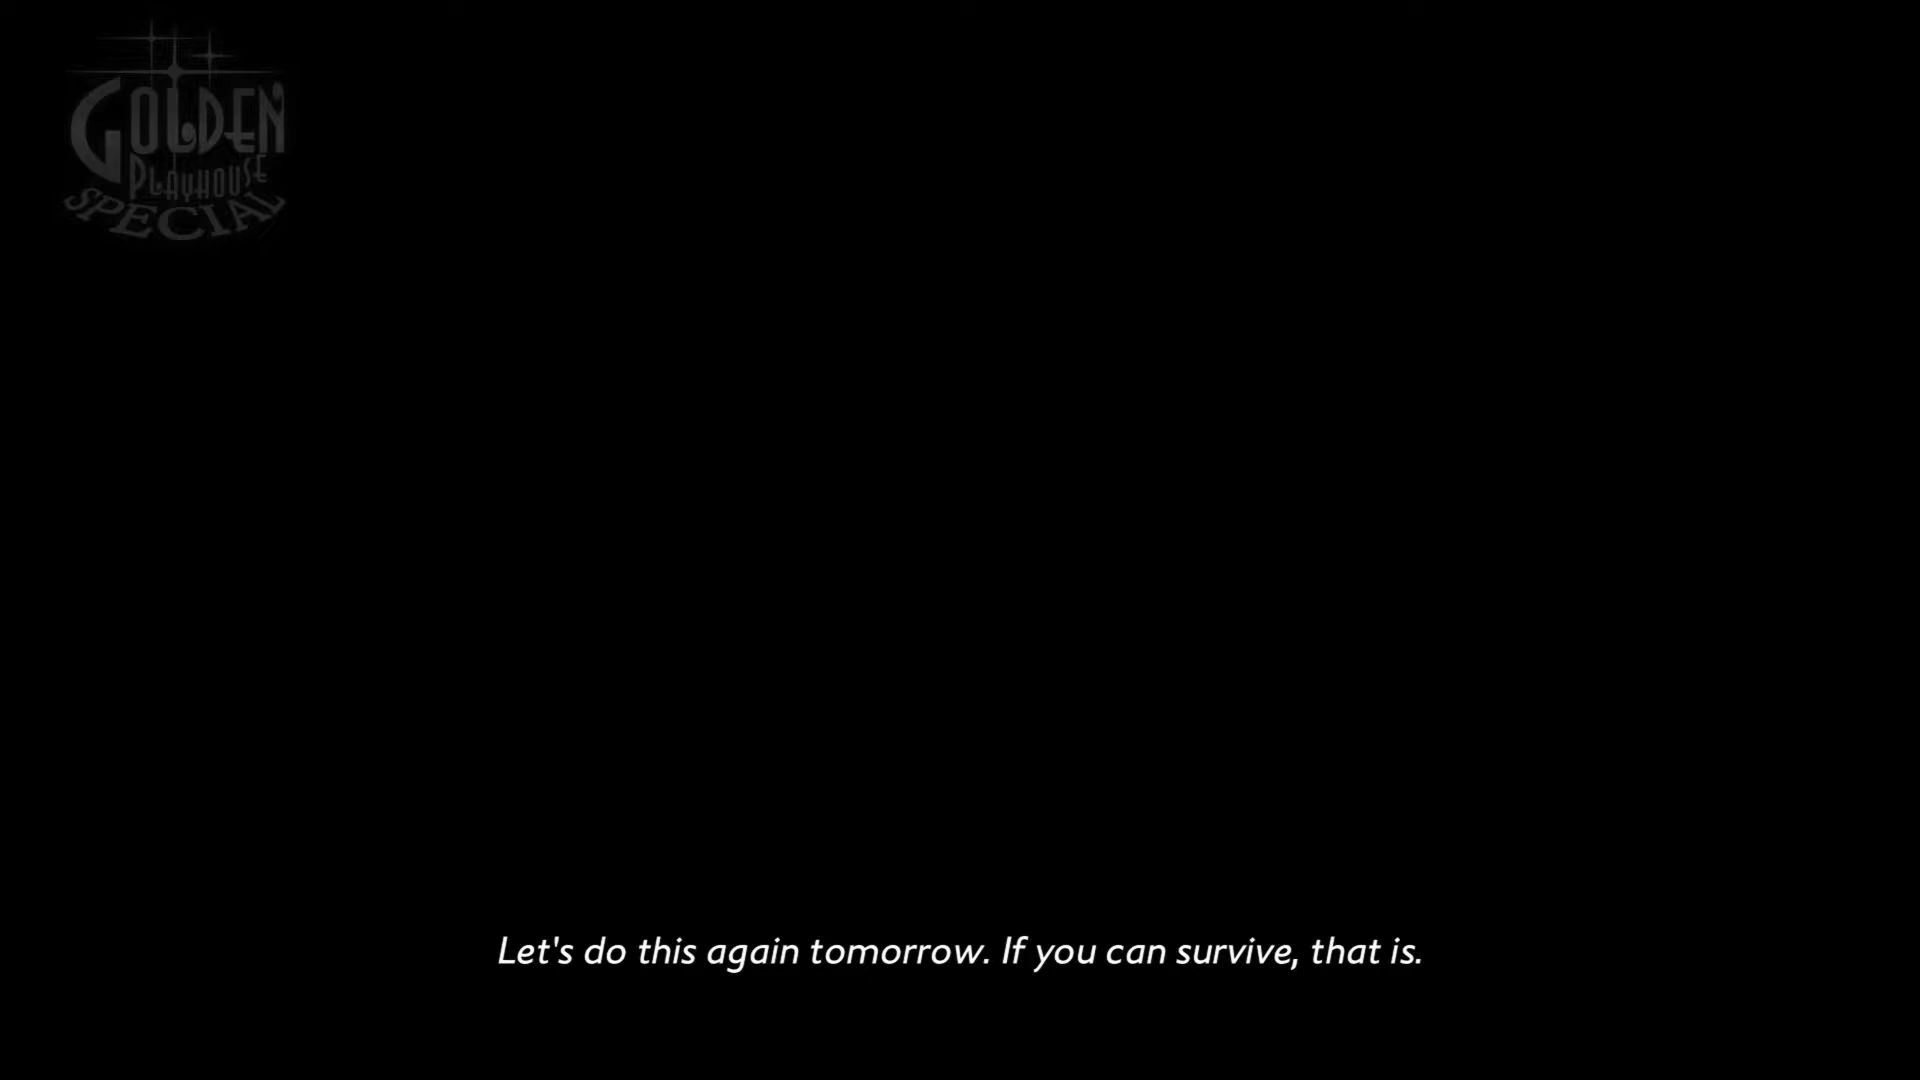 GOLDEN
PLAYHOUSE
SPECIAL
Let's do this again tomorrow. If you can survive, that is.